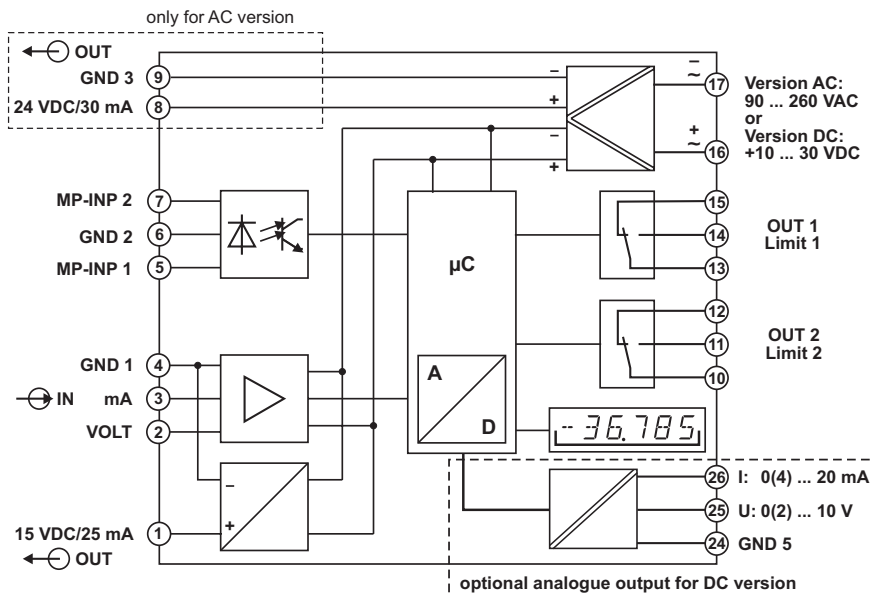 only for AC version
OUT
GND 3 9
24 VDC/30 mA 8
− + − +
− ~ 17
+ ~ 16
Version AC:
90 ... 260 VAC
or
Version DC:
+10 ... 30 VDC
MP-INP 2 7
GND 2 6
MP-INP 1 5
µC
15
14
13
OUT 1
Limit 1
12
11
10
OUT 2
Limit 2
GND 1 4
IN mA 3
VOLT 2
A
D
-36.785
− +
15 VDC/25 mA 1
OUT
26 I: 0(4) ... 20 mA
25 U: 0(2) ... 10 V
24 GND 5
optional analogue output for DC version